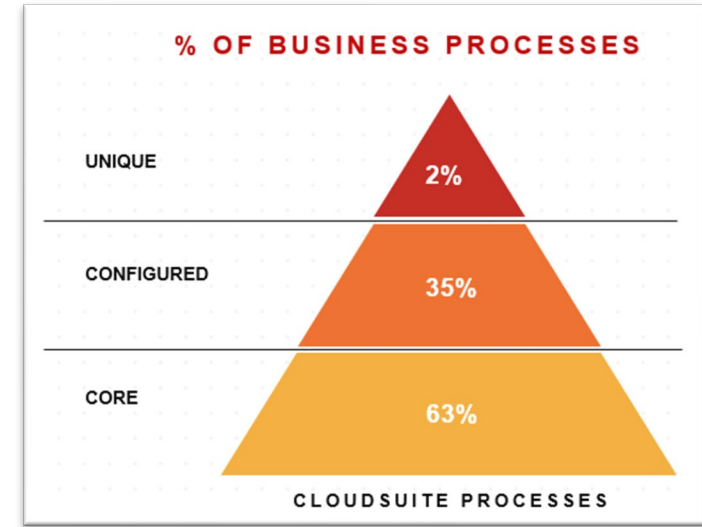 % OF BUSINESS PROCESSES
UNIQUE
2%
CONFIGURED
35%
CORE
63%
CLOUDSUITE PROCESSES